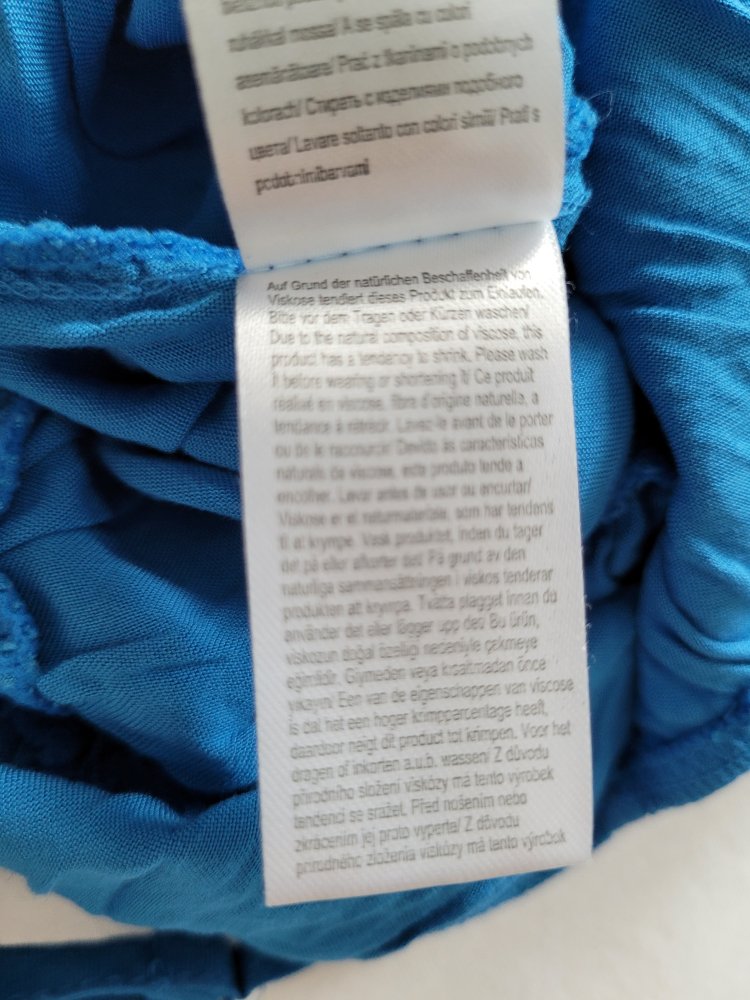 ruhákkal mossa!/ A se spăla cu culori
asemănătoare/ Prać z tkaninami o podobnych
kolorach/ Стирать с изделиями подобного
цвета/ Lavare soltanto con colori simili/ Prati s
podobnimibarvami
Auf Grund der natürlichen Beschaffenheit von
Viskose tendiert dieses Produkt zum Einlaufen.
Bitte vor dem Tragen oder Kürzen waschen/
Due to the natural composition of viscose, this
product has a tendency to shrink. Please wash
it before wearing or shortening it/ Ce produit
réalisé en viscose, fibre d'origine naturelle, a
tendance à rétrécir. Lavez-le avant de le porter
ou de le raccourcir/ Devido às características
naturais da viscose, este produto tende a
encolher. Lavar antes de usar ou encurtar/
Viskose er et naturmateriale, som har tendens
til at krympe. Vask produktet, inden du tager
det på eller afkorter det/ På grund av den
naturliga sammansättningen i viskos tenderar
produkten att krympa. Tvätta plagget innan du
använder det eller lägger upp det/ Bu ürün,
viskozun doğal özelliği nedeniyle çekmeye
eğimlidir. Giymeden veya kısaltmadan önce
yıkayın/ Een van de eigenschappen van viscose
is dat het een hoger krimppercentage heeft,
daardoor neigt dit product tot krimpen. Voor het
dragen of inkorten a.u.b. wassen/ Z důvodu
přírodního složení viskózy má tento výrobek
tendenci se srážet. Před nošením nebo
zkrácením jej proto vyperte/ Z dôvodu
prírodného zloženia viskózy má tento výrobok